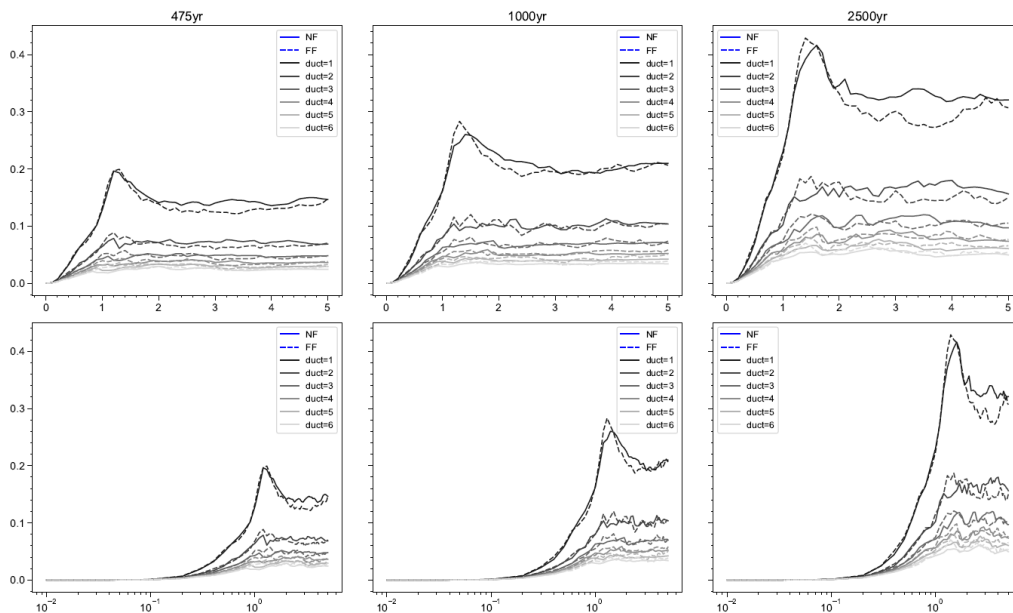 475yr
1000yr
2500yr
0.4
0.3
0.2
0.1
0.0
NF
FF
duct=1
duct=2
duct=3
duct=4
duct=5
duct=6
0 1 2 3 4 5
NF
FF
duct=1
duct=2
duct=3
duct=4
duct=5
duct=6
0 1 2 3 4 5
NF
FF
duct=1
duct=2
duct=3
duct=4
duct=5
duct=6
0 1 2 3 4 5
0.4
0.3
0.2
0.1
0.0
NF
FF
duct=1
duct=2
duct=3
duct=4
duct=5
duct=6
10⁻² 10⁻¹ 10⁰
NF
FF
duct=1
duct=2
duct=3
duct=4
duct=5
duct=6
10⁻² 10⁻¹ 10⁰
NF
FF
duct=1
duct=2
duct=3
duct=4
duct=5
duct=6
10⁻² 10⁻¹ 10⁰